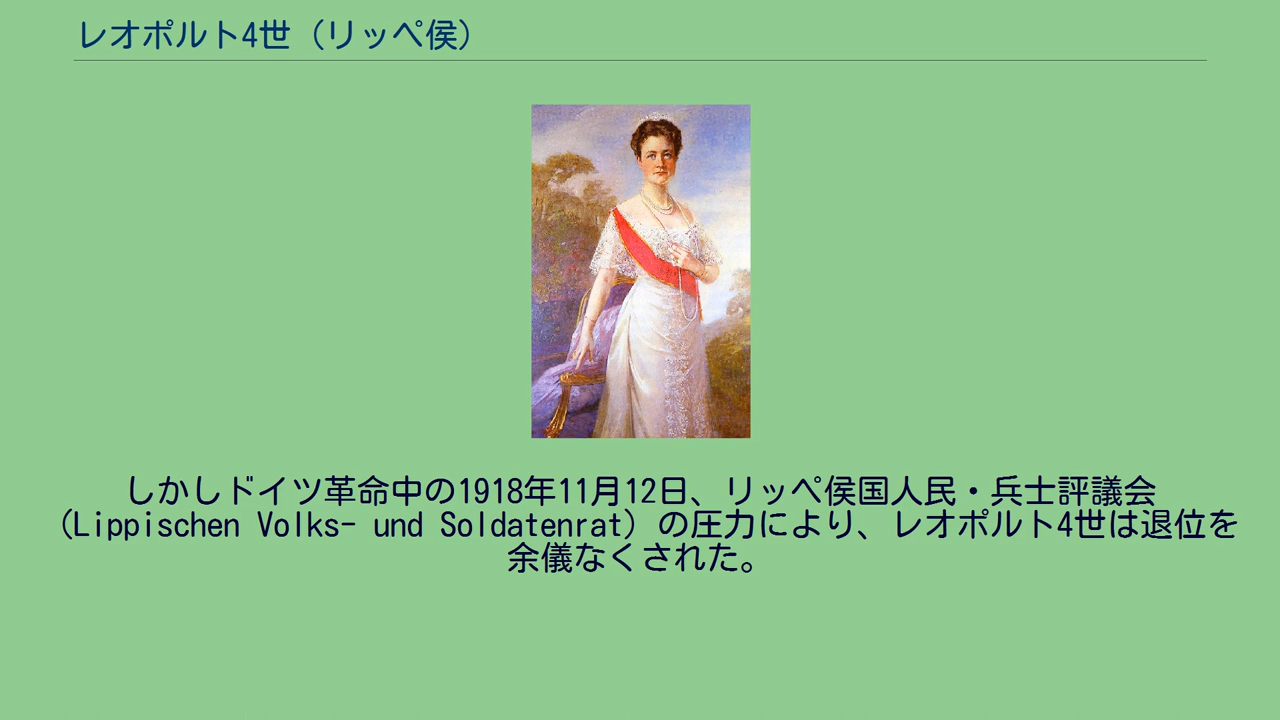 レオポルト4世（リッペ侯）
しかしドイツ革命中の1918年11月12日、リッペ侯国人民・兵士評議会
（Lippischen Volks- und Soldatenrat）の圧力により、レオポルト4世は退位を
余儀なくされた。